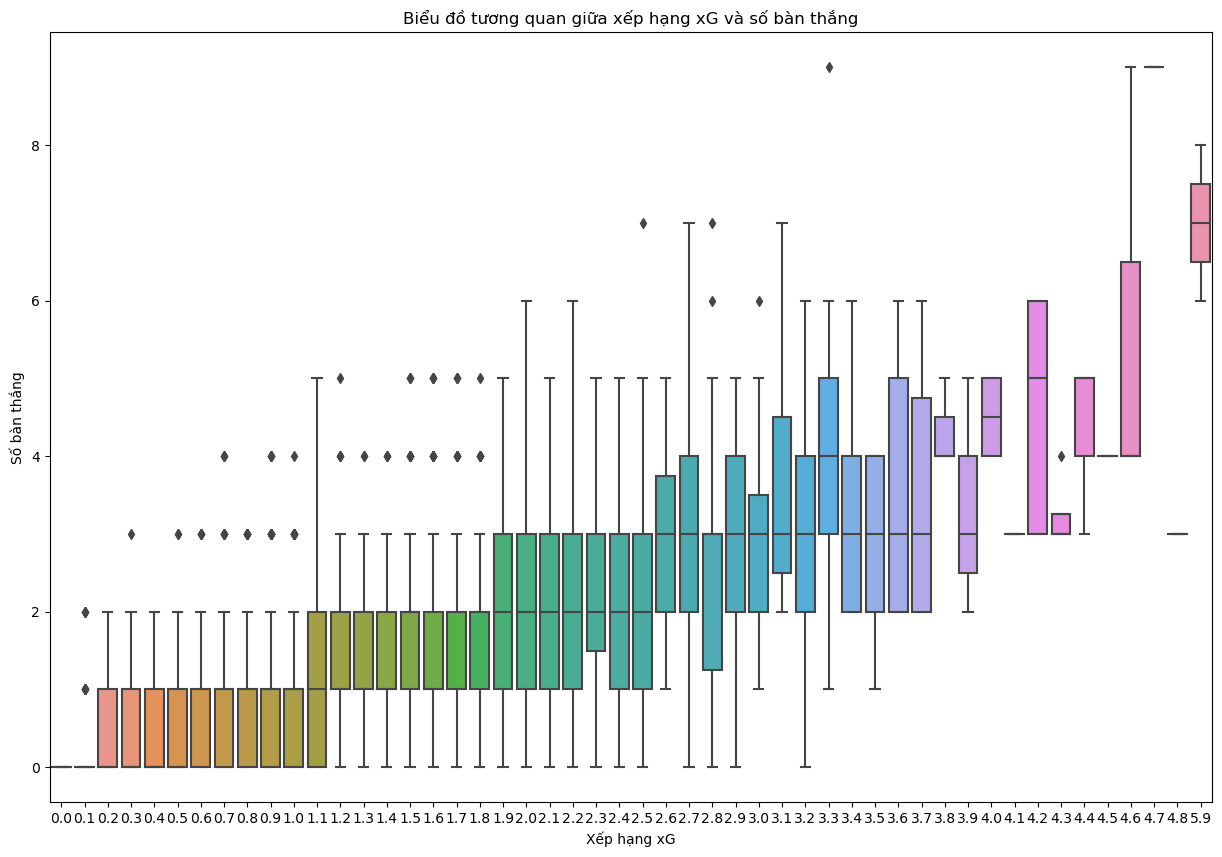 Biểu đồ tương quan giữa xếp hạng xG và số bàn thắng
Số bàn thắng
8
6
4
2
0
0.0 0.1 0.2 0.3 0.4 0.5 0.6 0.7 0.8 0.9 1.0 1.1 1.2 1.3 1.4 1.5 1.6 1.7 1.8 1.9 2.0 2.1 2.2 2.3 2.4 2.5 2.6 2.7 2.8 2.9 3.0 3.1 3.2 3.3 3.4 3.5 3.6 3.7 3.8 3.9 4.0 4.1 4.2 4.3 4.4 4.5 4.6 4.7 4.8 5.9
Xếp hạng xG